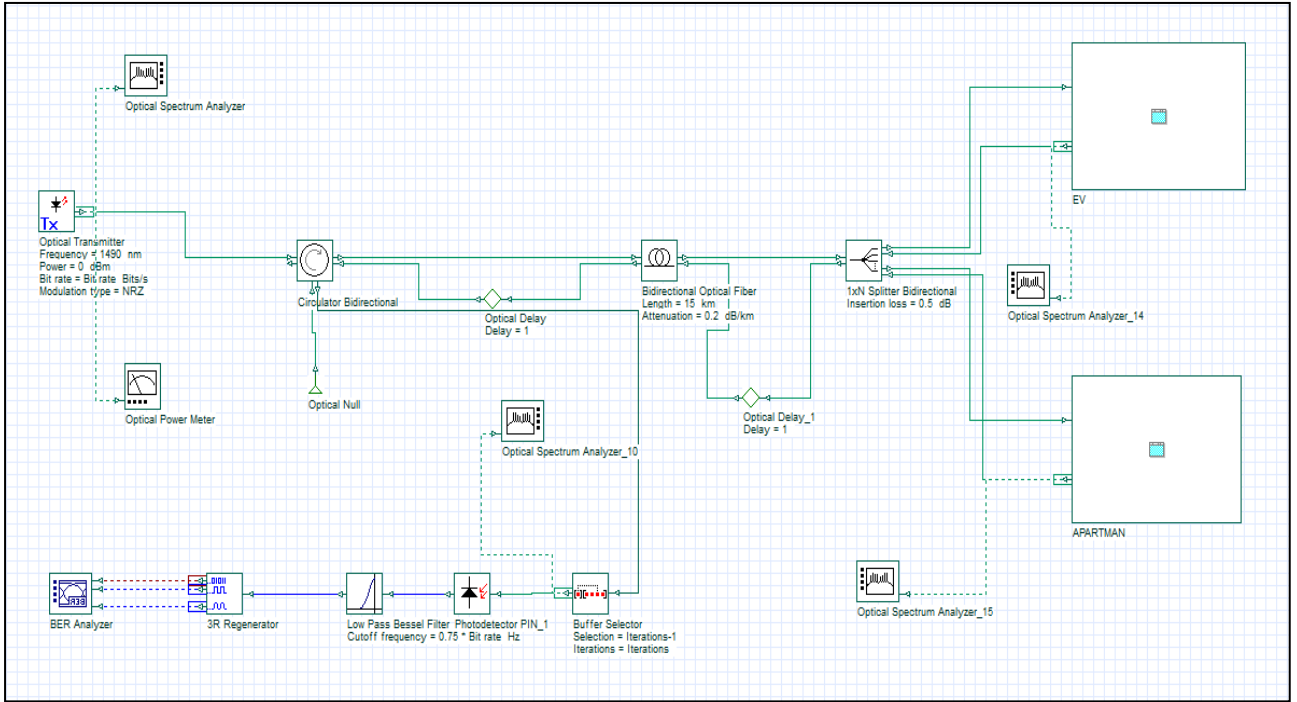 Optical Spectrum Analyzer
Tx
Optical Transmitter
Frequency = 1490 nm
Power = 0 dBm
Bit rate = Bit rate Bits/s
Modulation type = NRZ
Circulator Bidirectional
Optical Delay
Delay = 1
Bidirectional Optical Fiber
Length = 15 km
Attenuation = 0.2 dB/km
1xN Splitter Bidirectional
Insertion loss = 0.5 dB
EV
Optical Spectrum Analyzer_14
Optical Power Meter
Optical Null
Optical Delay_1
Delay = 1
Optical Spectrum Analyzer_10
APARTMAN
Optical Spectrum Analyzer_15
BER
BER Analyzer
01011
3R Regenerator
Low Pass Bessel Filter
Cutoff frequency = 0.75 * Bit rate Hz
Photodetector PIN_1
Buffer Selector
Selection = Iterations-1
Iterations = Iterations